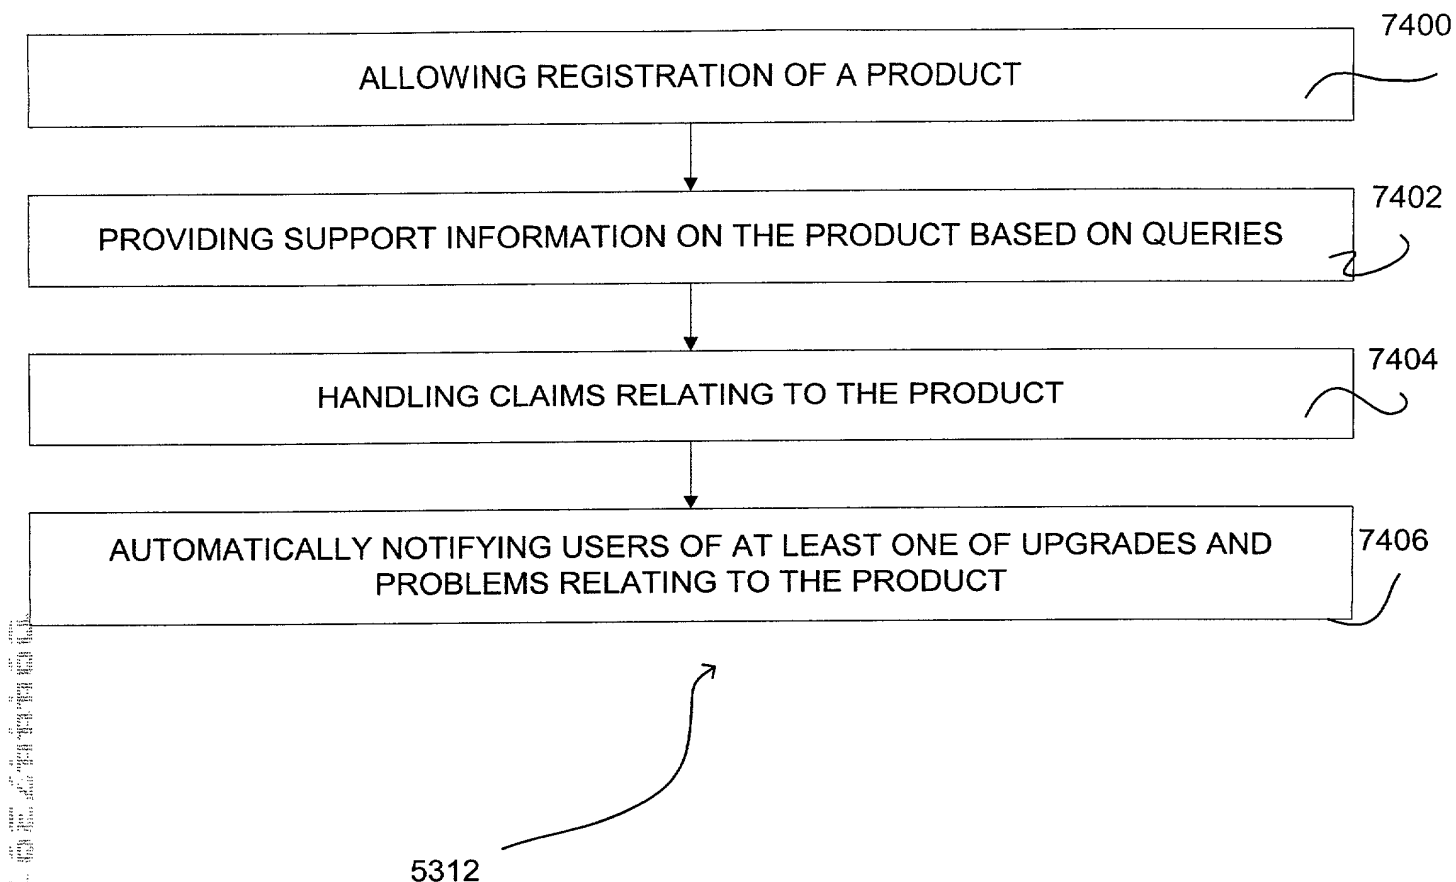 7400
ALLOWING REGISTRATION OF A PRODUCT
7402
PROVIDING SUPPORT INFORMATION ON THE PRODUCT BASED ON QUERIES
7404
HANDLING CLAIMS RELATING TO THE PRODUCT
7406
AUTOMATICALLY NOTIFYING USERS OF AT LEAST ONE OF UPGRADES AND
PROBLEMS RELATING TO THE PRODUCT
5312